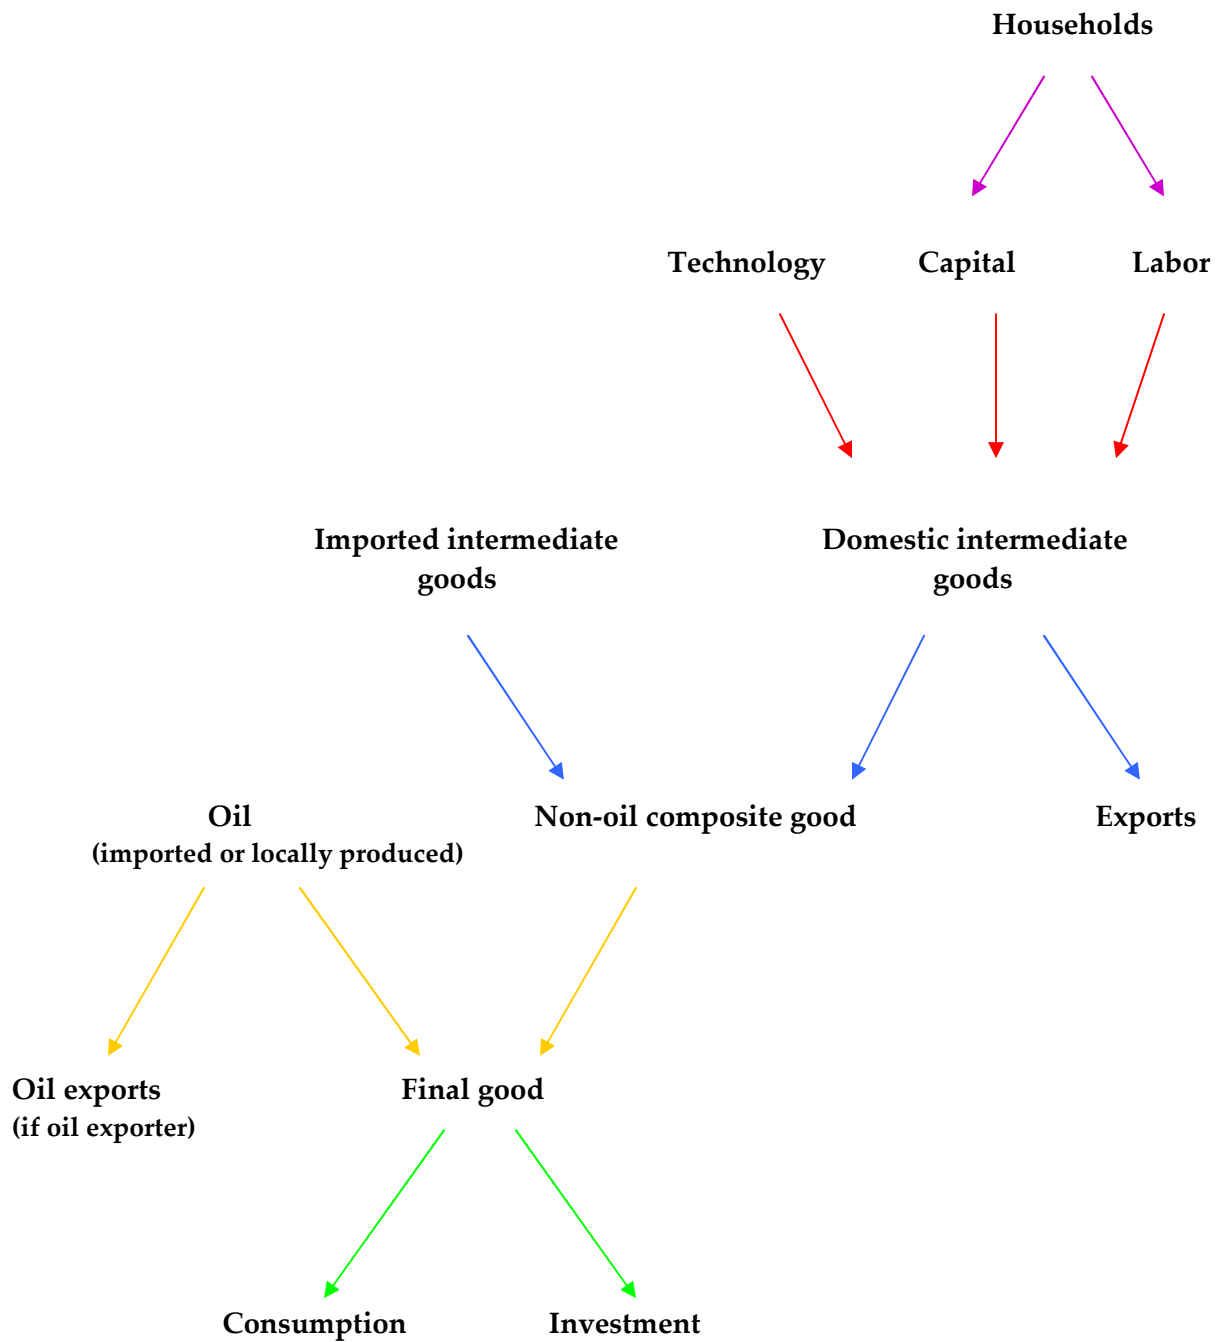 Households
Technology
Capital
Labor
Imported intermediate
goods
Domestic intermediate
goods
Oil
(imported or locally produced)
Non-oil composite good
Exports
Oil exports
(if oil exporter)
Final good
Consumption
Investment